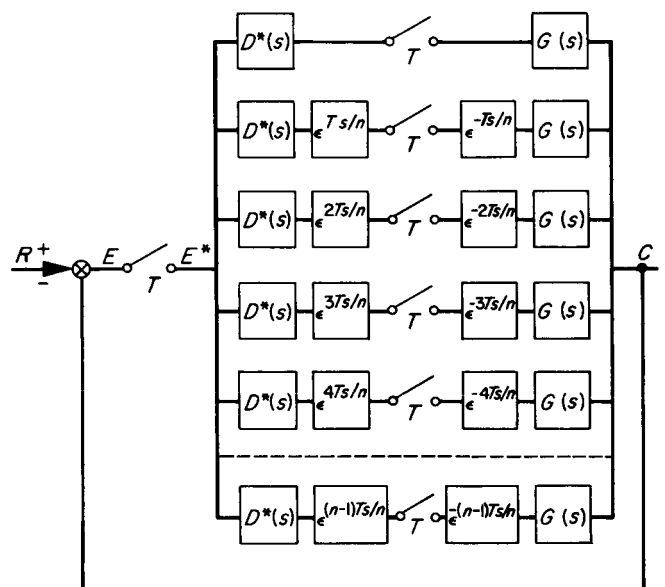 D*(s) T G(s)
D*(s) ϵ^{Ts/n} T ϵ^{-Ts/n} G(s)
D*(s) ϵ^{2Ts/n} T ϵ^{-2Ts/n} G(s)
R + - E T E* C
D*(s) ϵ^{3Ts/n} T ϵ^{-3Ts/n} G(s)
D*(s) ϵ^{4Ts/n} T ϵ^{-4Ts/n} G(s)
D*(s) ϵ^{(n-1)Ts/n} T ϵ^{-(n-1)Ts/n} G(s)